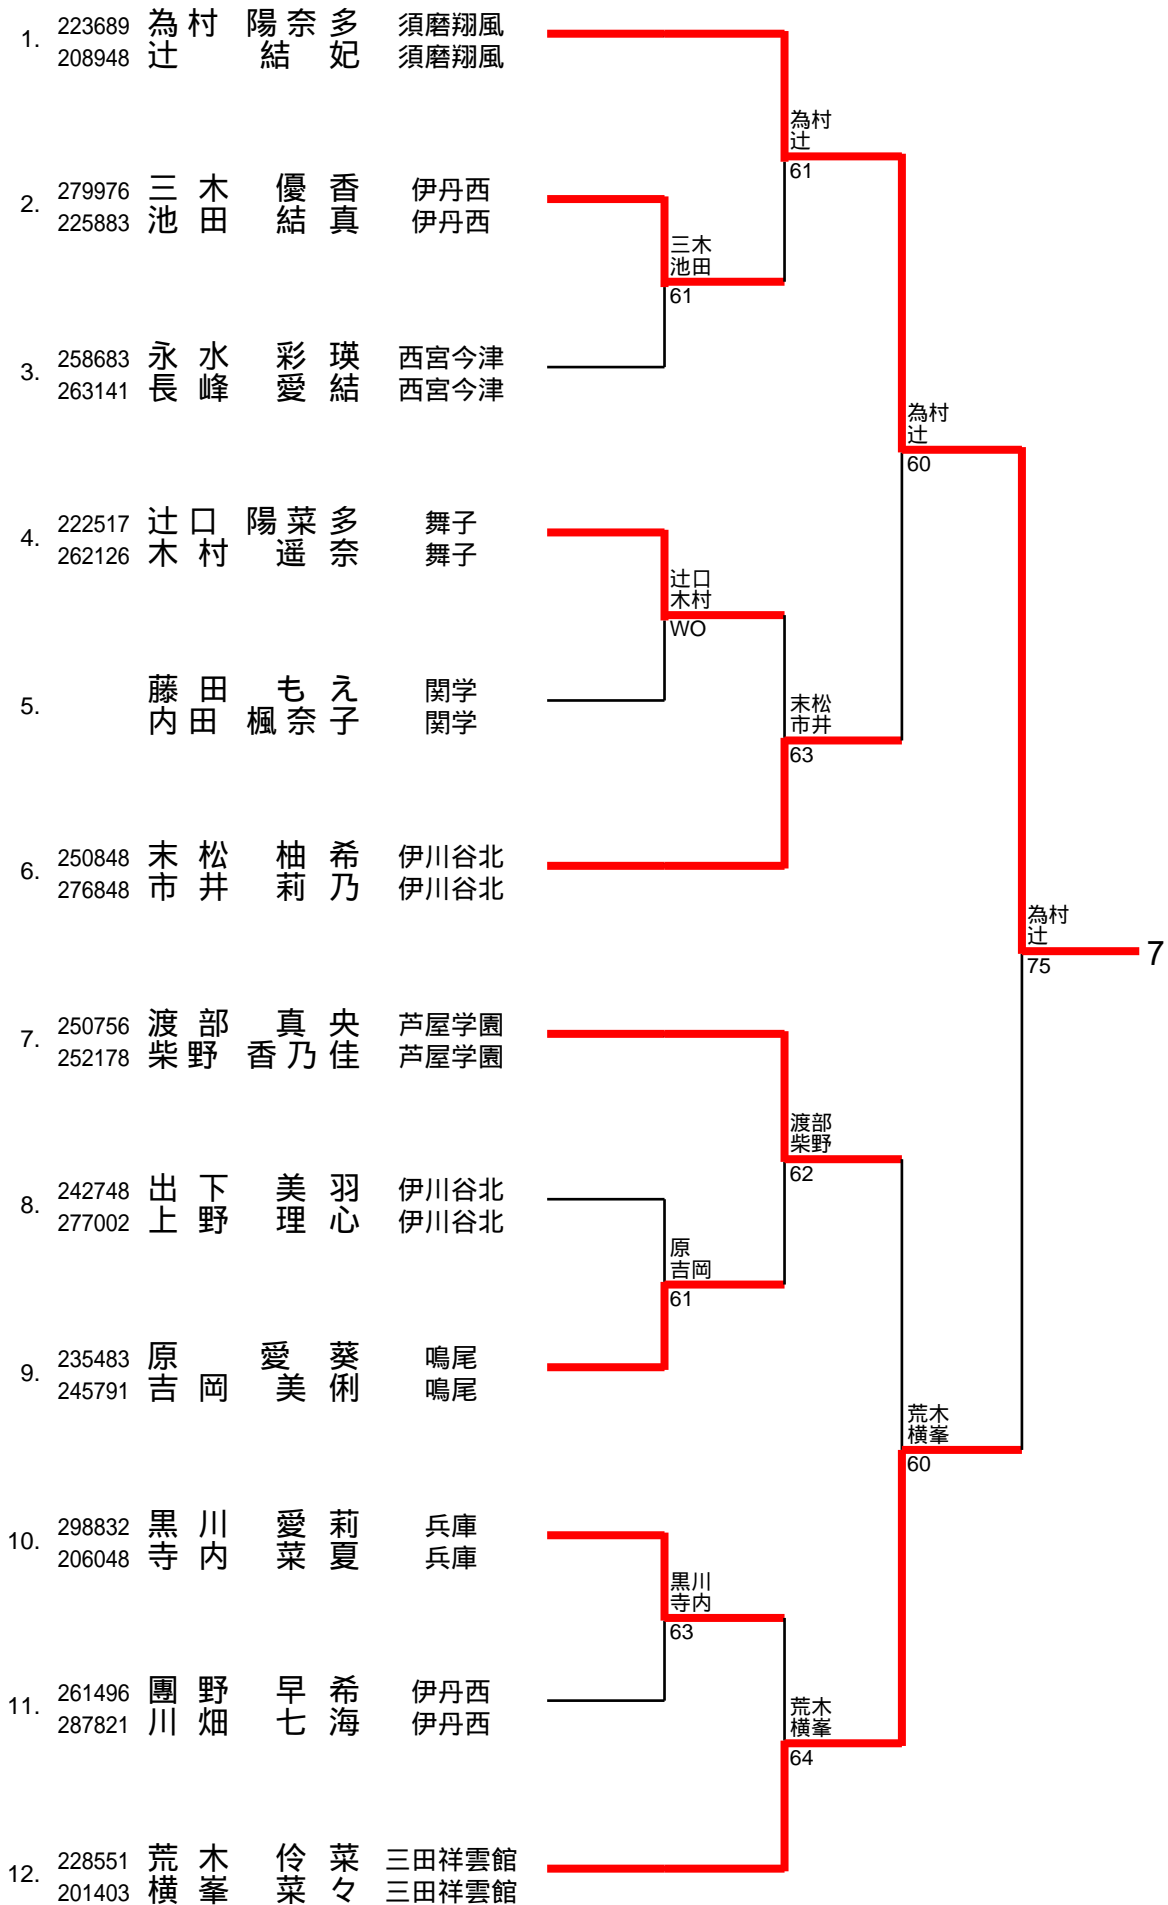 1. 223689 為村 陽奈多 須磨翔風
208948 辻 結妃 須磨翔風
為村
辻
61
2. 279976 三木 優香 伊丹西
225883 池田 結真 伊丹西
三木
池田
61
3. 258683 永水 彩瑛 西宮今津
263141 長峰 愛結 西宮今津
為村
辻
60
4. 222517 辻口 陽菜多 舞子
262126 木村 遥奈 舞子
辻口
木村
WO
5. 藤田 もえ 関学
内田 楓奈子 関学
末松
市井
63
6. 250848 末松 柚希 伊川谷北
276848 市井 莉乃 伊川谷北
為村
辻
75
7
7. 250756 渡部 真央 芦屋学園
252178 柴野 香乃佳 芦屋学園
渡部
柴野
62
8. 242748 出下 美羽 伊川谷北
277002 上野 理心 伊川谷北
原
吉岡
61
9. 235483 原 愛葵 鳴尾
245791 吉岡 美俐 鳴尾
荒木
横峯
60
10. 298832 黒川 愛莉 兵庫
206048 寺内 菜夏 兵庫
黒川
寺内
63
11. 261496 團野 早希 伊丹西
287821 川畑 七海 伊丹西
荒木
横峯
64
12. 228551 荒木 伶菜 三田祥雲館
201403 横峯 菜々 三田祥雲館